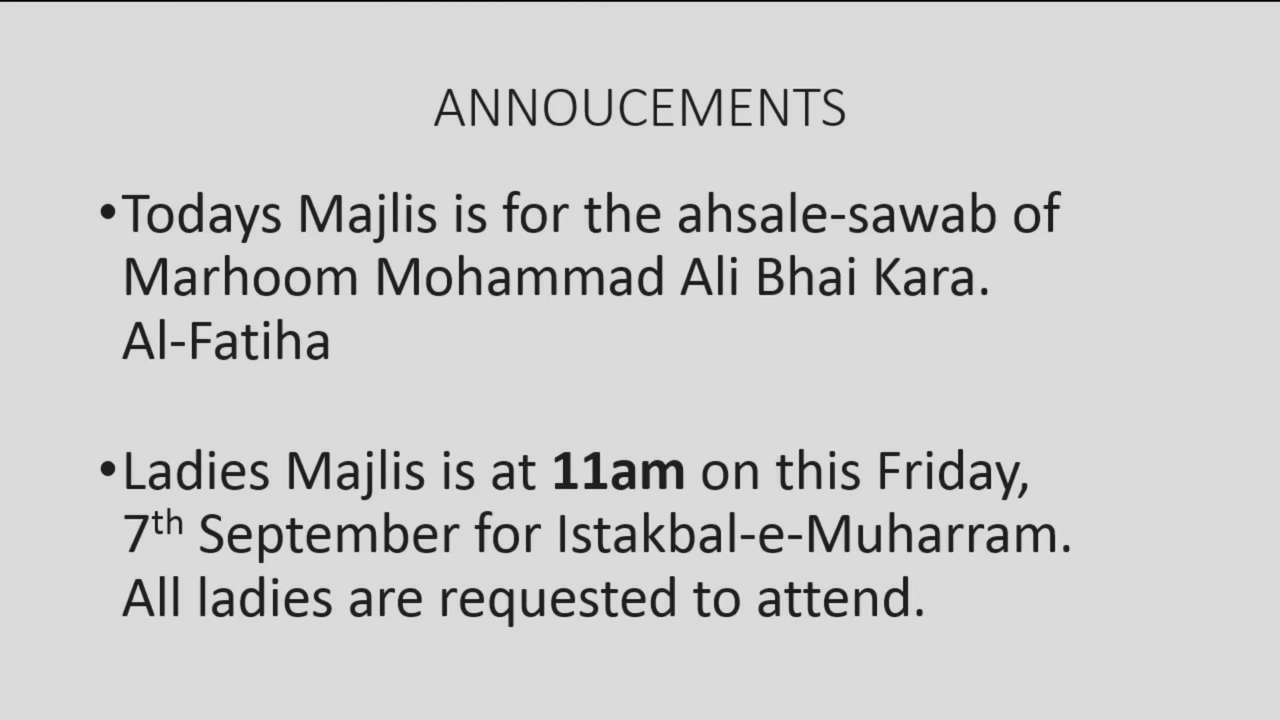 ANNOUCEMENTS
•Todays Majlis is for the ahsale-sawab of
Marhoom Mohammad Ali Bhai Kara.
Al-Fatiha
•Ladies Majlis is at 11am on this Friday,
7th September for Istakbal-e-Muharram.
All ladies are requested to attend.